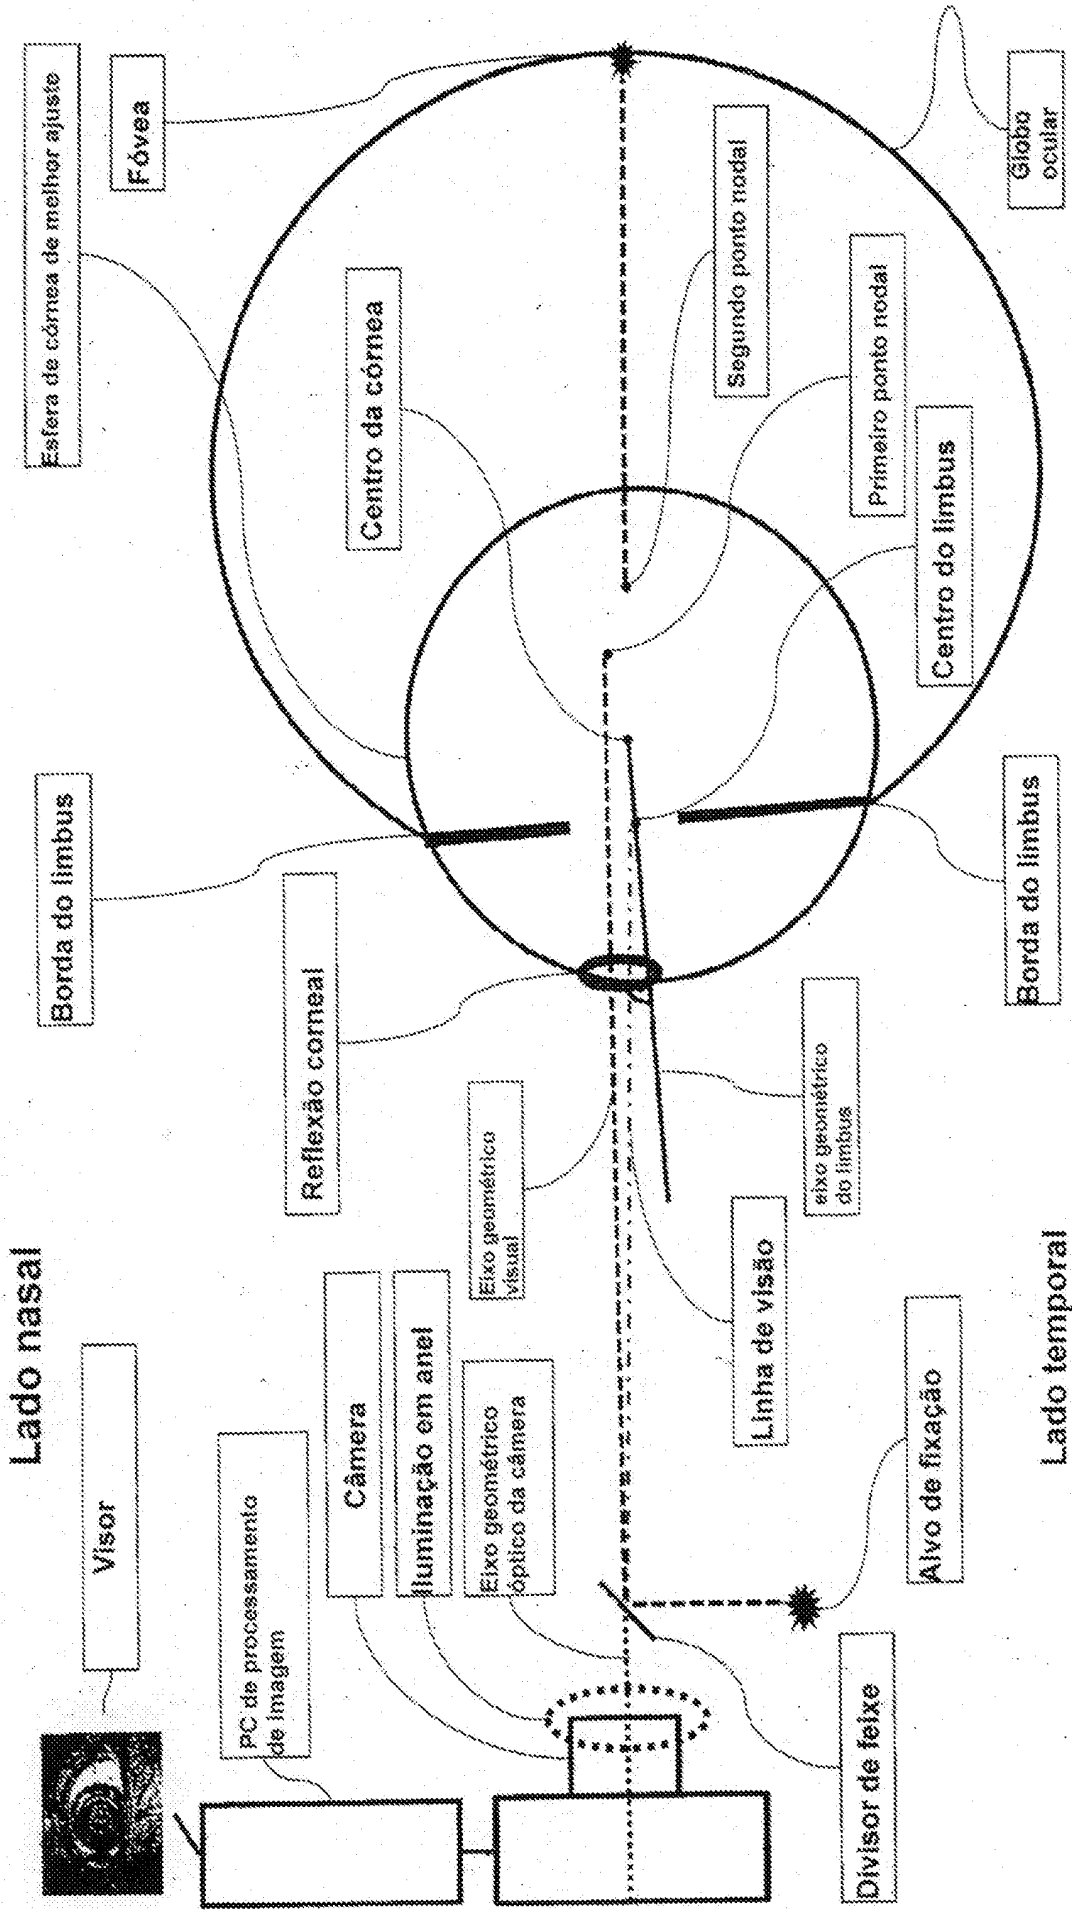 Lado nasal
Visor
PC de processamento
de imagem
Câmera
Iluminação em anel
Eixo geométrico
óptico da câmera
Divisor de feixe
Alvo de fixação
Linha de visão
Eixo geométrico
visual
eixo geométrico
do limbus
Reflexão corneal
Borda do limbus
Borda do limbus
Centro do limbus
Primeiro ponto nodal
Segundo ponto nodal
Centro da córnea
Esfera de córnea de melhor ajuste
Fóvea
Globo
ocular
Lado temporal